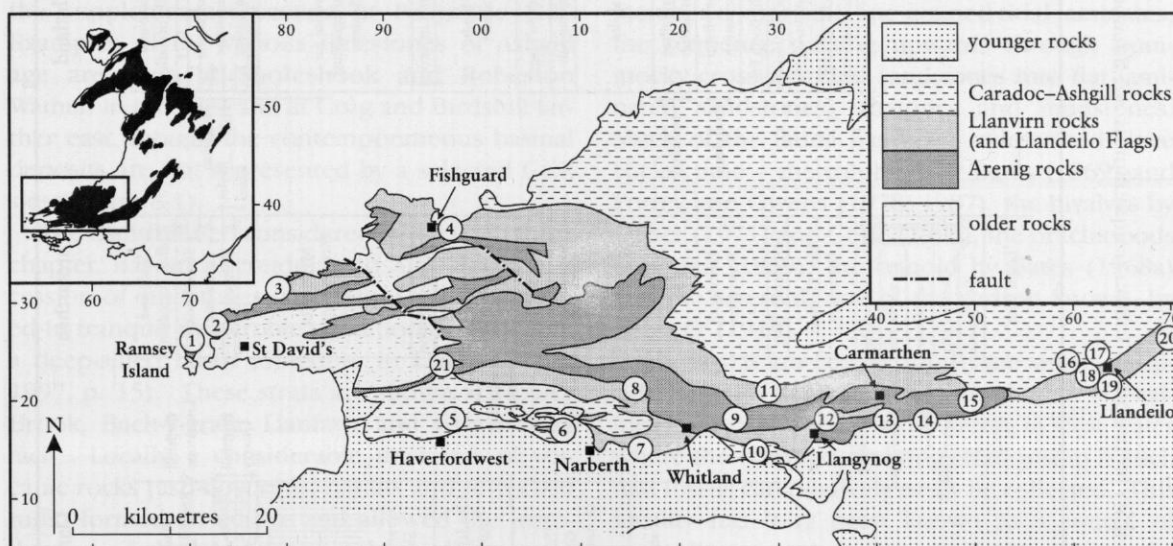 80 90 00 10 20 30
younger rocks
Caradoc–Ashgill rocks
Llanvirn rocks
(and Llandeilo Flags)
Arenig rocks
older rocks
fault
50
40
30 60 70
40 50 60 70
Fishguard
4
3
2
1
Ramsey
Island
St David's
21
8
11
Carmarthen
16 17 20
18 19
Llandeilo
20
5
6
7
9
10
12
13
14
15
Haverfordwest
Narberth
Whitland
Llangynog
N
10
0 kilometres 20